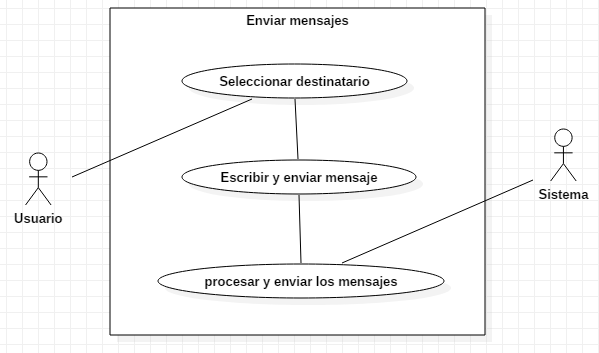 Enviar mensajes
Seleccionar destinatario
Escribir y enviar mensaje
Usuario
Sistema
procesar y enviar los mensajes